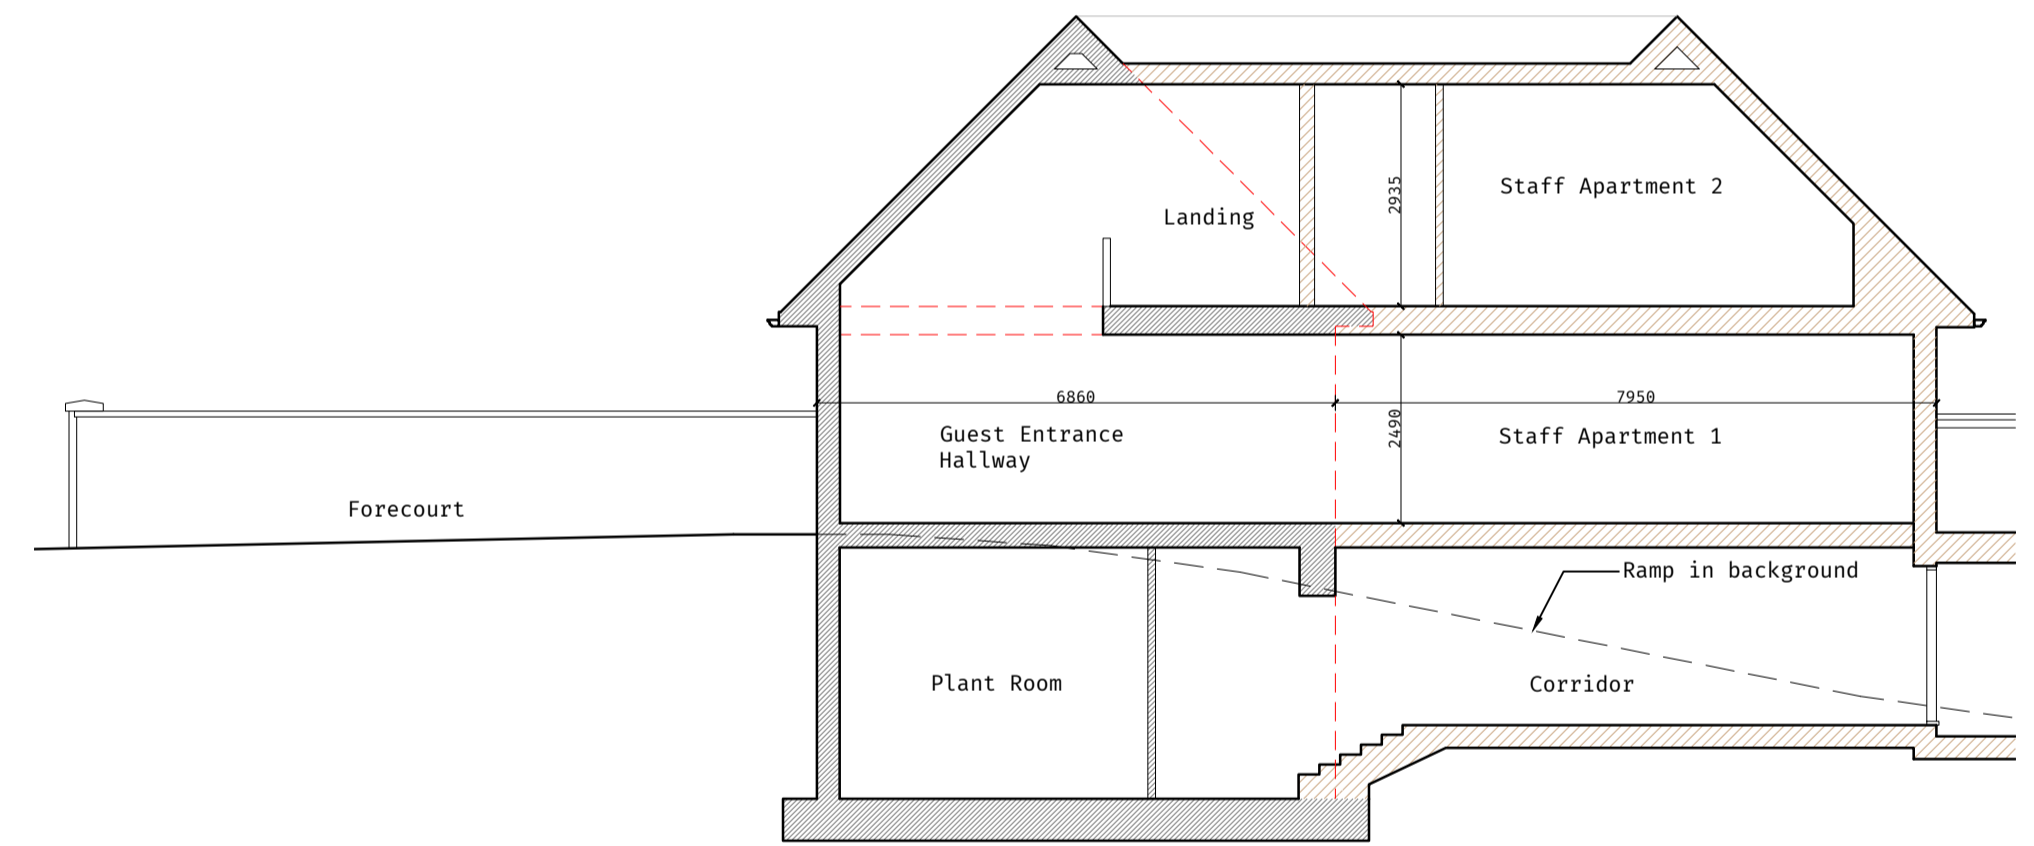 Staff Apartment 2
2935
Landing
6860
7950
2490
Guest Entrance
Hallway
Staff Apartment 1
Forecourt
Ramp in background
Plant Room
Corridor